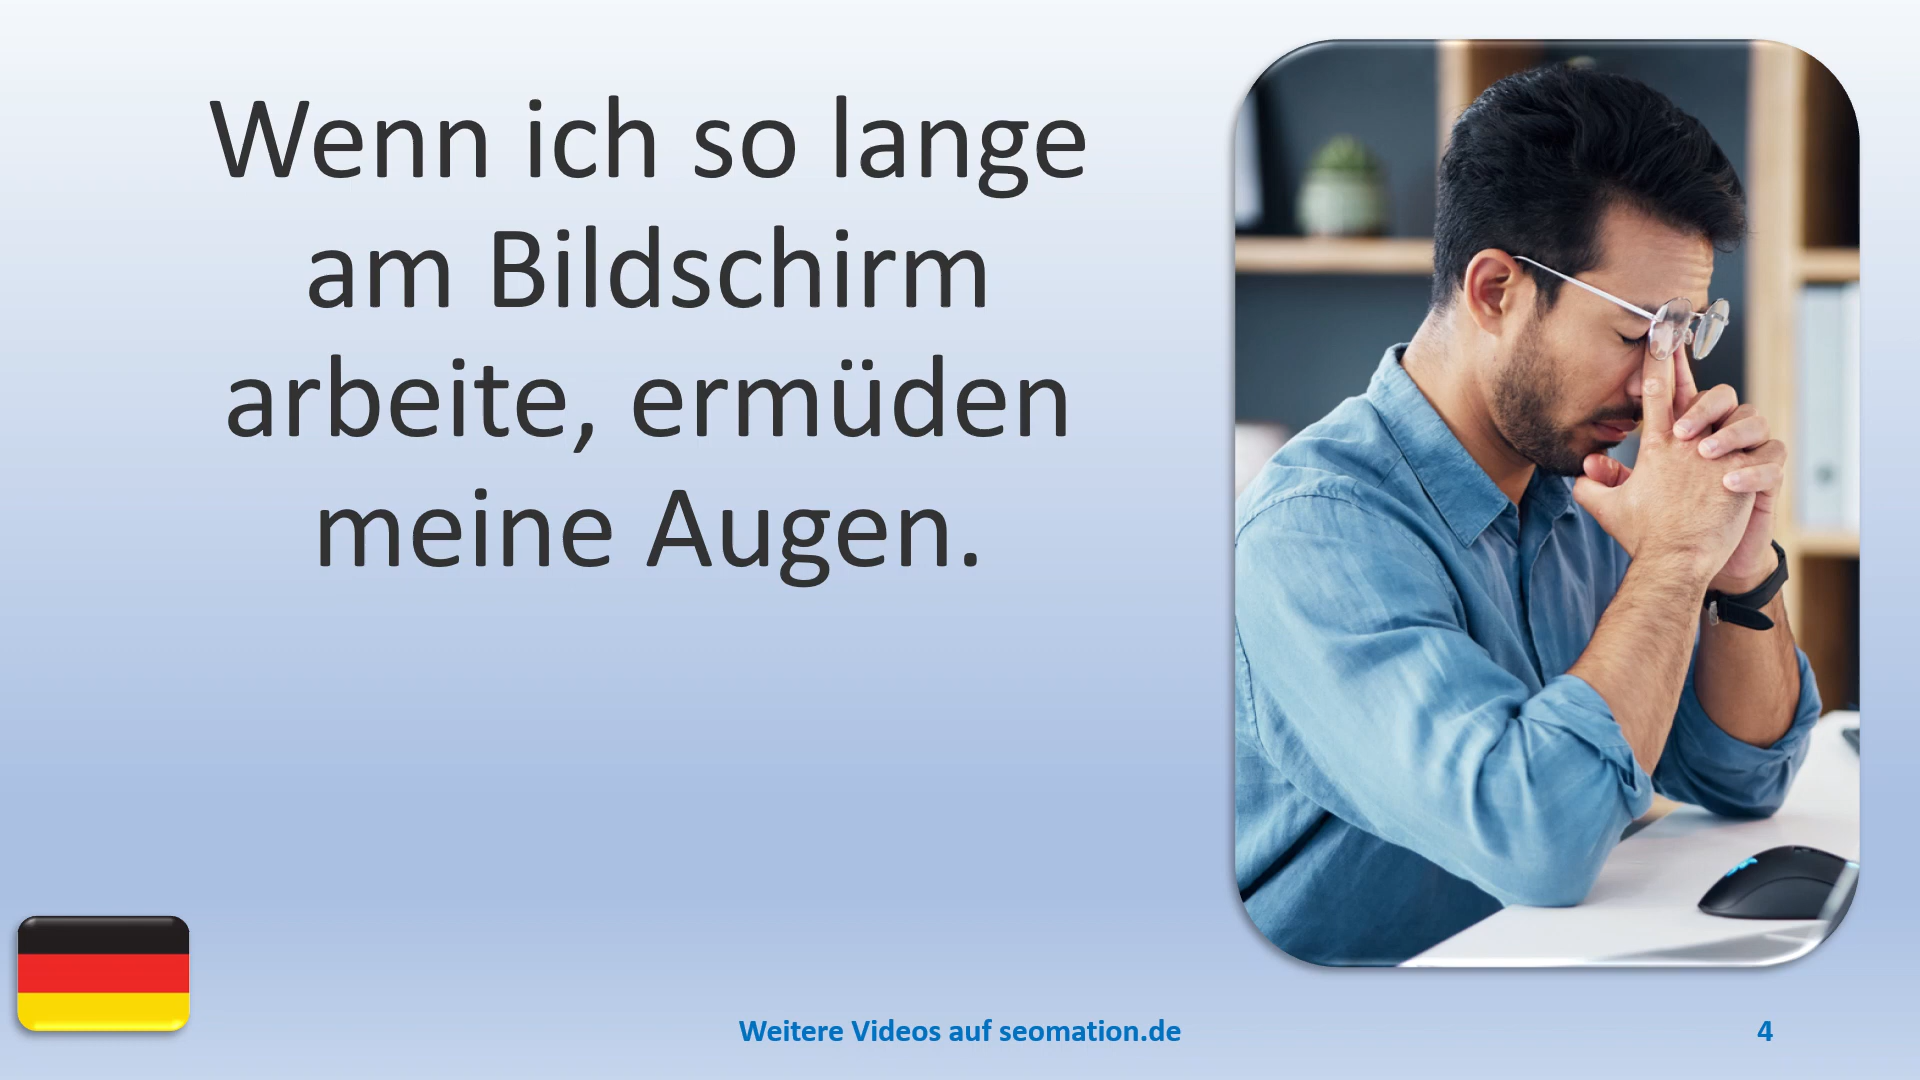 Wenn ich so lange
am Bildschirm
arbeite, ermüden
meine Augen.
Weitere Videos auf seomation.de
4